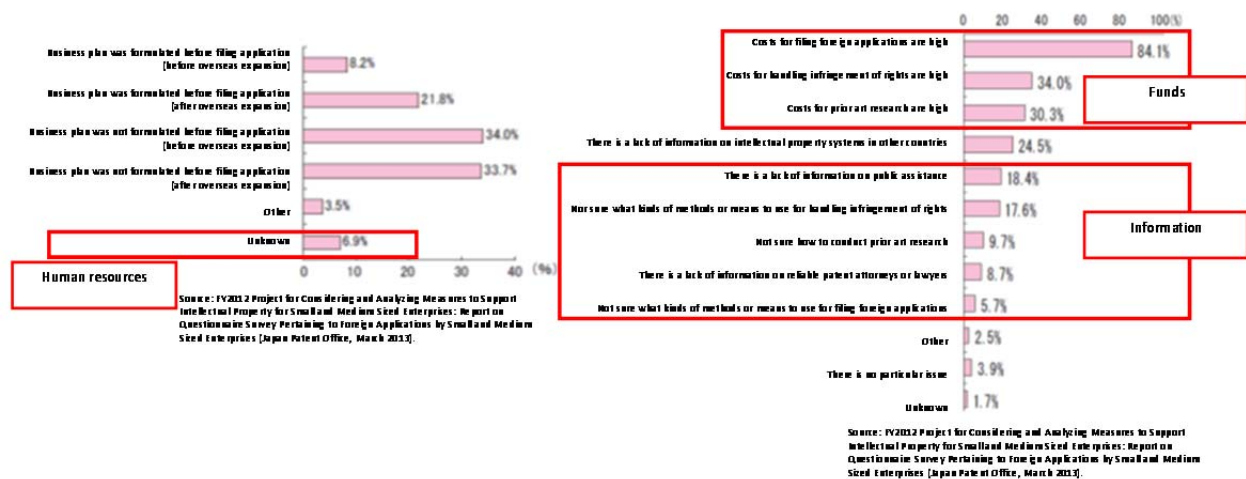 Business plan was formulated before filing application
(before overseas expansion)
8.2%
Business plan was formulated before filing application
(after overseas expansion)
21.8%
Business plan was not formulated before filing application
(before overseas expansion)
34.0%
Business plan was not formulated before filing application
(after overseas expansion)
33.7%
Other
3.5%
Unknown
6.9%
0 10 20 30 40 (%)
Human resources
Source: FY2012 Project for Considering and Analyzing Measures to Support
Intellectual Property for Small and Medium Sized Enterprises: Report on
Questionnaire Survey Pertaining to Foreign Applications by Small and Medium
Sized Enterprises (Japan Patent Office, March 2013).
0 20 40 60 80 100(%)
Costs for filing foreign applications are high
84.1%
Costs for handling infringement of rights are high
34.0%
Costs for prior art research are high
30.3%
Funds
There is a lack of information on intellectual property systems in other countries
24.5%
There is a lack of information on public assistance
18.4%
Not sure what kinds of methods or means to use for handling infringement of rights
17.6%
Not sure how to conduct prior art research
9.7%
There is a lack of information on reliable patent attorneys or lawyers
8.7%
Not sure what kinds of methods or means to use for filing foreign applications
5.7%
Information
Other
2.5%
There is no particular issue
3.9%
Unknown
1.7%
Source: FY2012 Project for Considering and Analyzing Measures to Support
Intellectual Property for Small and Medium Sized Enterprises: Report on
Questionnaire Survey Pertaining to Foreign Applications by Small and Medium
Sized Enterprises (Japan Patent Office, March 2013).